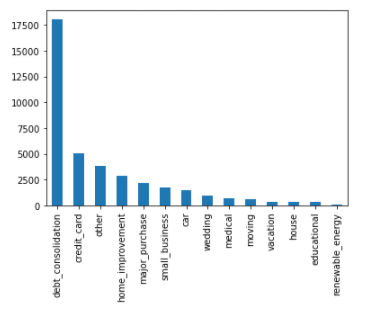 17500
15000
12500
10000
7500
5000
2500
0
debt_consolidation
credit_card
other
home_improvement
major_purchase
small_business
car
wedding
medical
moving
vacation
house
educational
renewable_energy